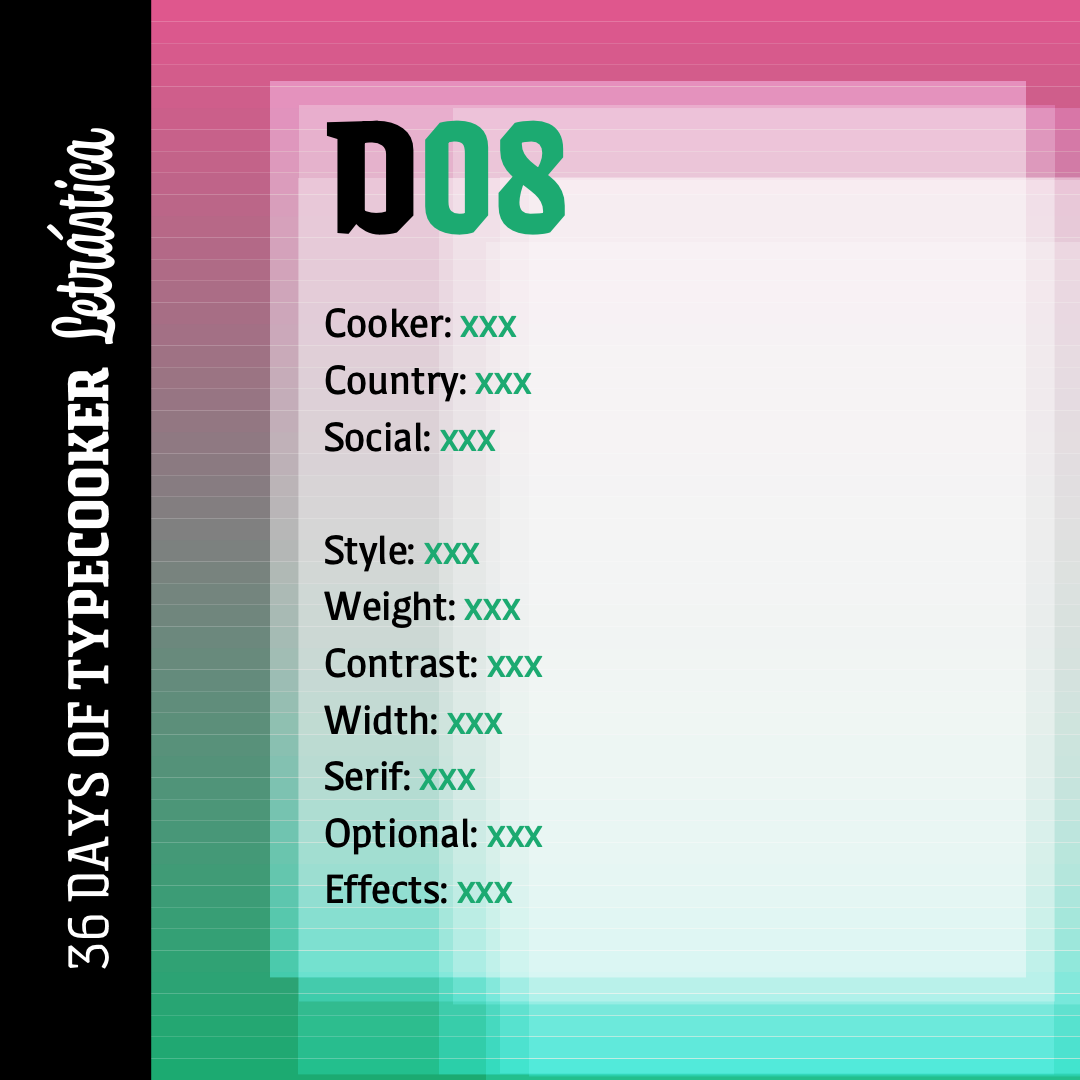 36 DAYS OF TYPECOOKER Letrástica
D08
Cooker: xxx
Country: xxx
Social: xxx
Style: xxx
Weight: xxx
Contrast: xxx
Width: xxx
Serif: xxx
Optional: xxx
Effects: xxx